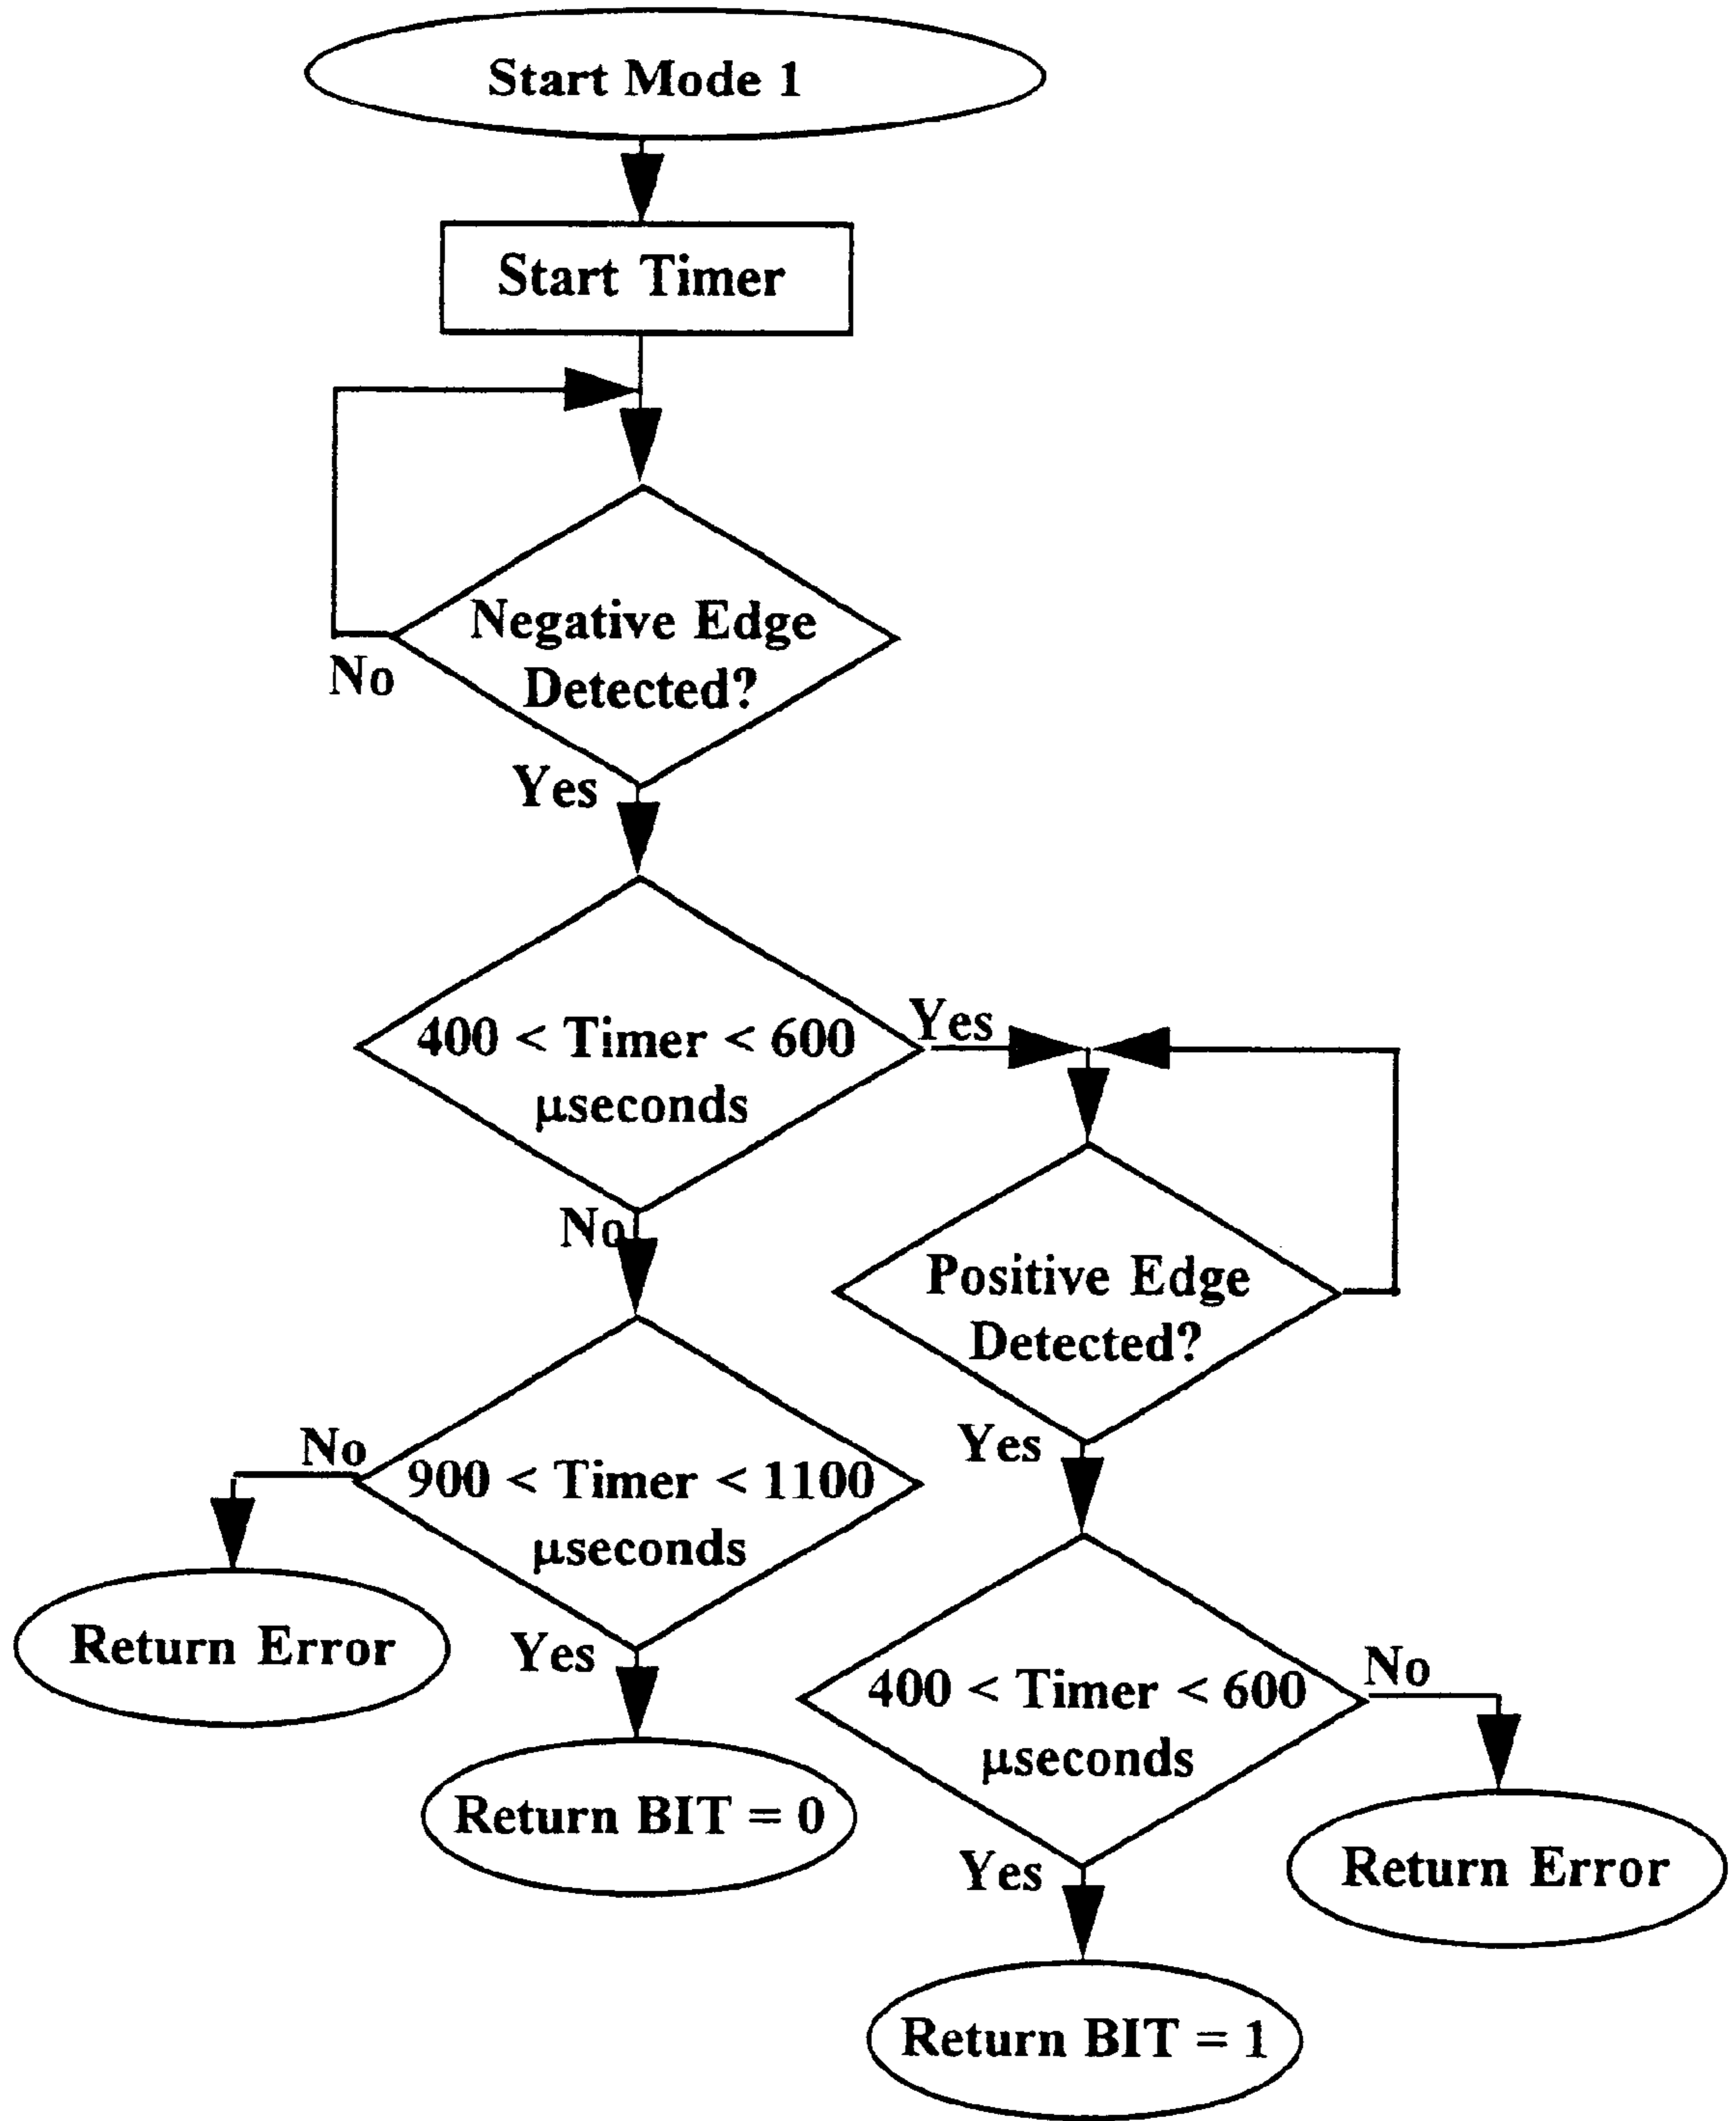 Start Mode 1
Start Timer
Negative Edge
Detected?
No
Yes
400 < Timer < 600
μseconds
Yes
No
Positive Edge
Detected?
Yes
900 < Timer < 1100
μseconds
No
Return Error
Yes
Return BIT = 0
400 < Timer < 600
μseconds
No
Return Error
Yes
Return BIT = 1